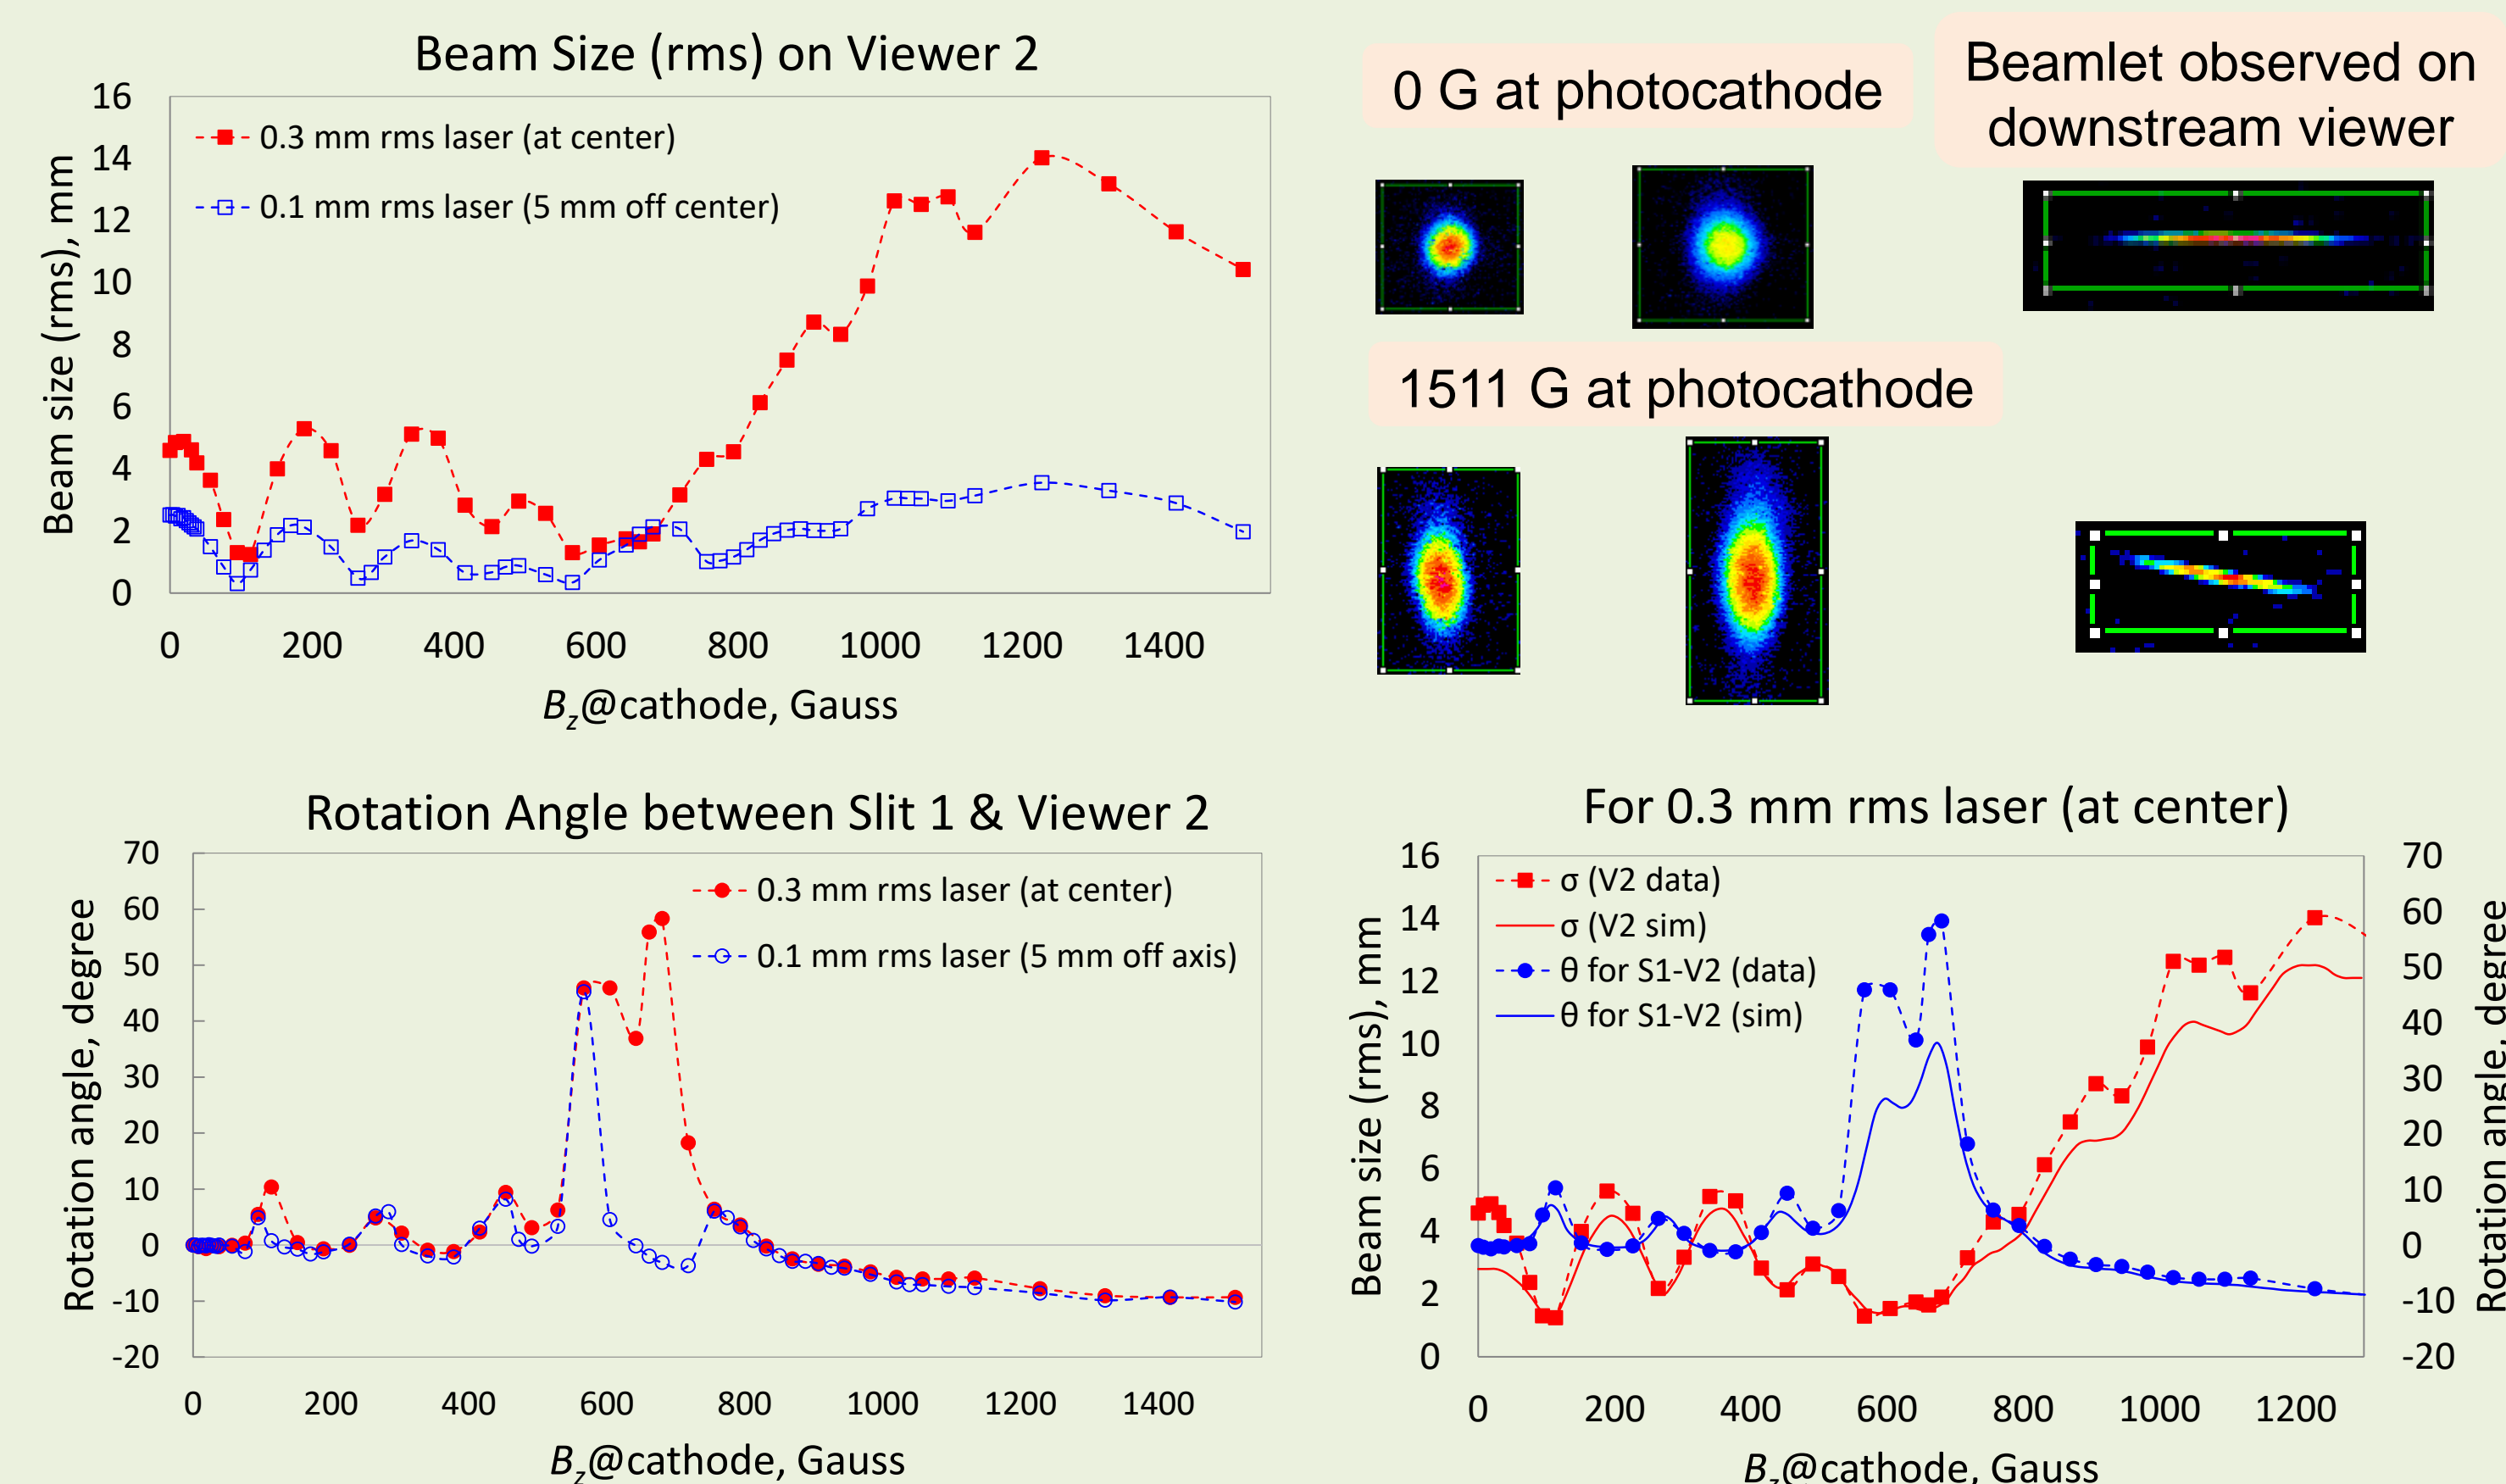 Beam Size (rms) on Viewer 2
16
14
12
10
8
6
4
2
0
Beam size (rms), mm
0.3 mm rms laser (at center)
0.1 mm rms laser (5 mm off center)
0 200 400 600 800 1000 1200 1400
Bz@cathode, Gauss
0 G at photocathode
Beamlet observed on
downstream viewer
1511 G at photocathode
Rotation Angle between Slit 1 & Viewer 2
70
60
50
40
30
20
10
0
-10
-20
Rotation angle, degree
0.3 mm rms laser (at center)
0.1 mm rms laser (5 mm off axis)
0 200 400 600 800 1000 1200 1400
Bz@cathode, Gauss
For 0.3 mm rms laser (at center)
16
14
12
10
8
6
4
2
0
Beam size (rms), mm
σ (V2 data)
σ (V2 sim)
θ for S1-V2 (data)
θ for S1-V2 (sim)
70
60
50
40
30
20
10
0
-10
-20
Rotation angle, degree
0 200 400 600 800 1000 1200
Bz@cathode, Gauss